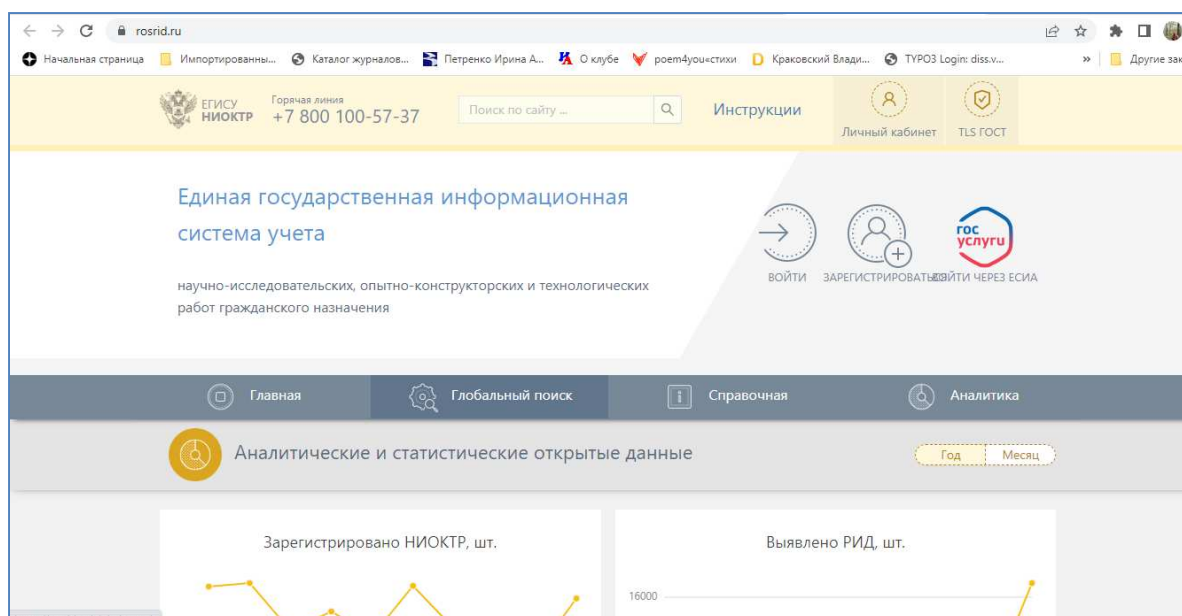 rosrid.ru
Начальная страница Импортированны... Каталог журналов... Петренко Ирина А... О клубе poem4you«стихи Краковский Влади... TYPO3 Login: diss.v... » Другие зак
ЕГИСУ
НИОКТР
Горячая линия
+7 800 100-57-37
Поиск по сайту ...
Инструкции
Личный кабинет
TLS ГОСТ
Единая государственная информационная
система учета
научно-исследовательских, опытно-конструкторских и технологических
работ гражданского назначения
гос
услуги
ВОЙТИ ЗАРЕГИСТРИРОВАТЬСЯ ВОЙТИ ЧЕРЕЗ ЕСИА
Главная Глобальный поиск Справочная Аналитика
Аналитические и статистические открытые данные
Год Месяц
Зарегистрировано НИОКТР, шт.
Выявлено РИД, шт.
16000